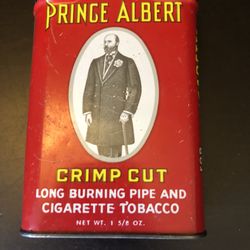 PRINCE ALBERT
CRIMP CUT
LONG BURNING PIPE AND
CIGARETTE TOBACCO
NET WT. 1 5/8 OZ.